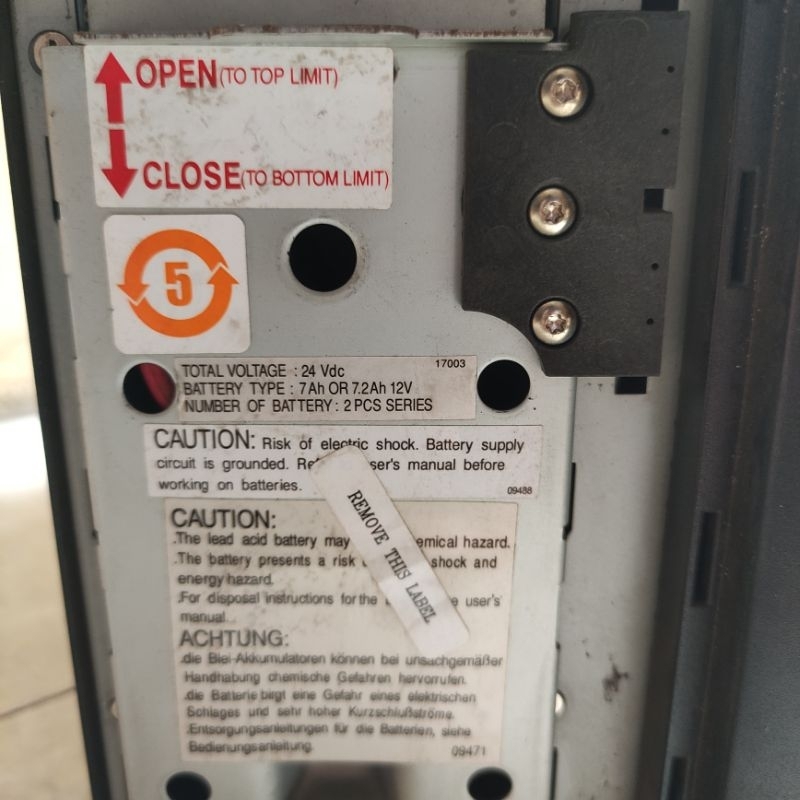 OPEN (TO TOP LIMIT)
CLOSE (TO BOTTOM LIMIT)
5
17003
TOTAL VOLTAGE : 24 Vdc
BATTERY TYPE : 7Ah OR 7.2Ah 12V
NUMBER OF BATTERY : 2 PCS SERIES
CAUTION: Risk of electric shock. Battery supply
circuit is grounded. user's manual before
working on batteries.
09488
REMOVE THIS LABEL
CAUTION:
.The lead acid battery may chemical hazard.
.The battery presents a risk shock and
energy hazard.
.For disposal instructions for the user's
manual.
ACHTUNG:
.die Blei-Akkumulatoren können bei unsachgemäßer
Handhabung chemische Gefahren hervorrufen.
.die Batterie birgt eine Gefahr eines elektrischen
Schlages und sehr hoher Kurzschlußströme.
.Entsorgungsanleitungen für die Batterien, siehe
Bedienungsanleitung.
09471